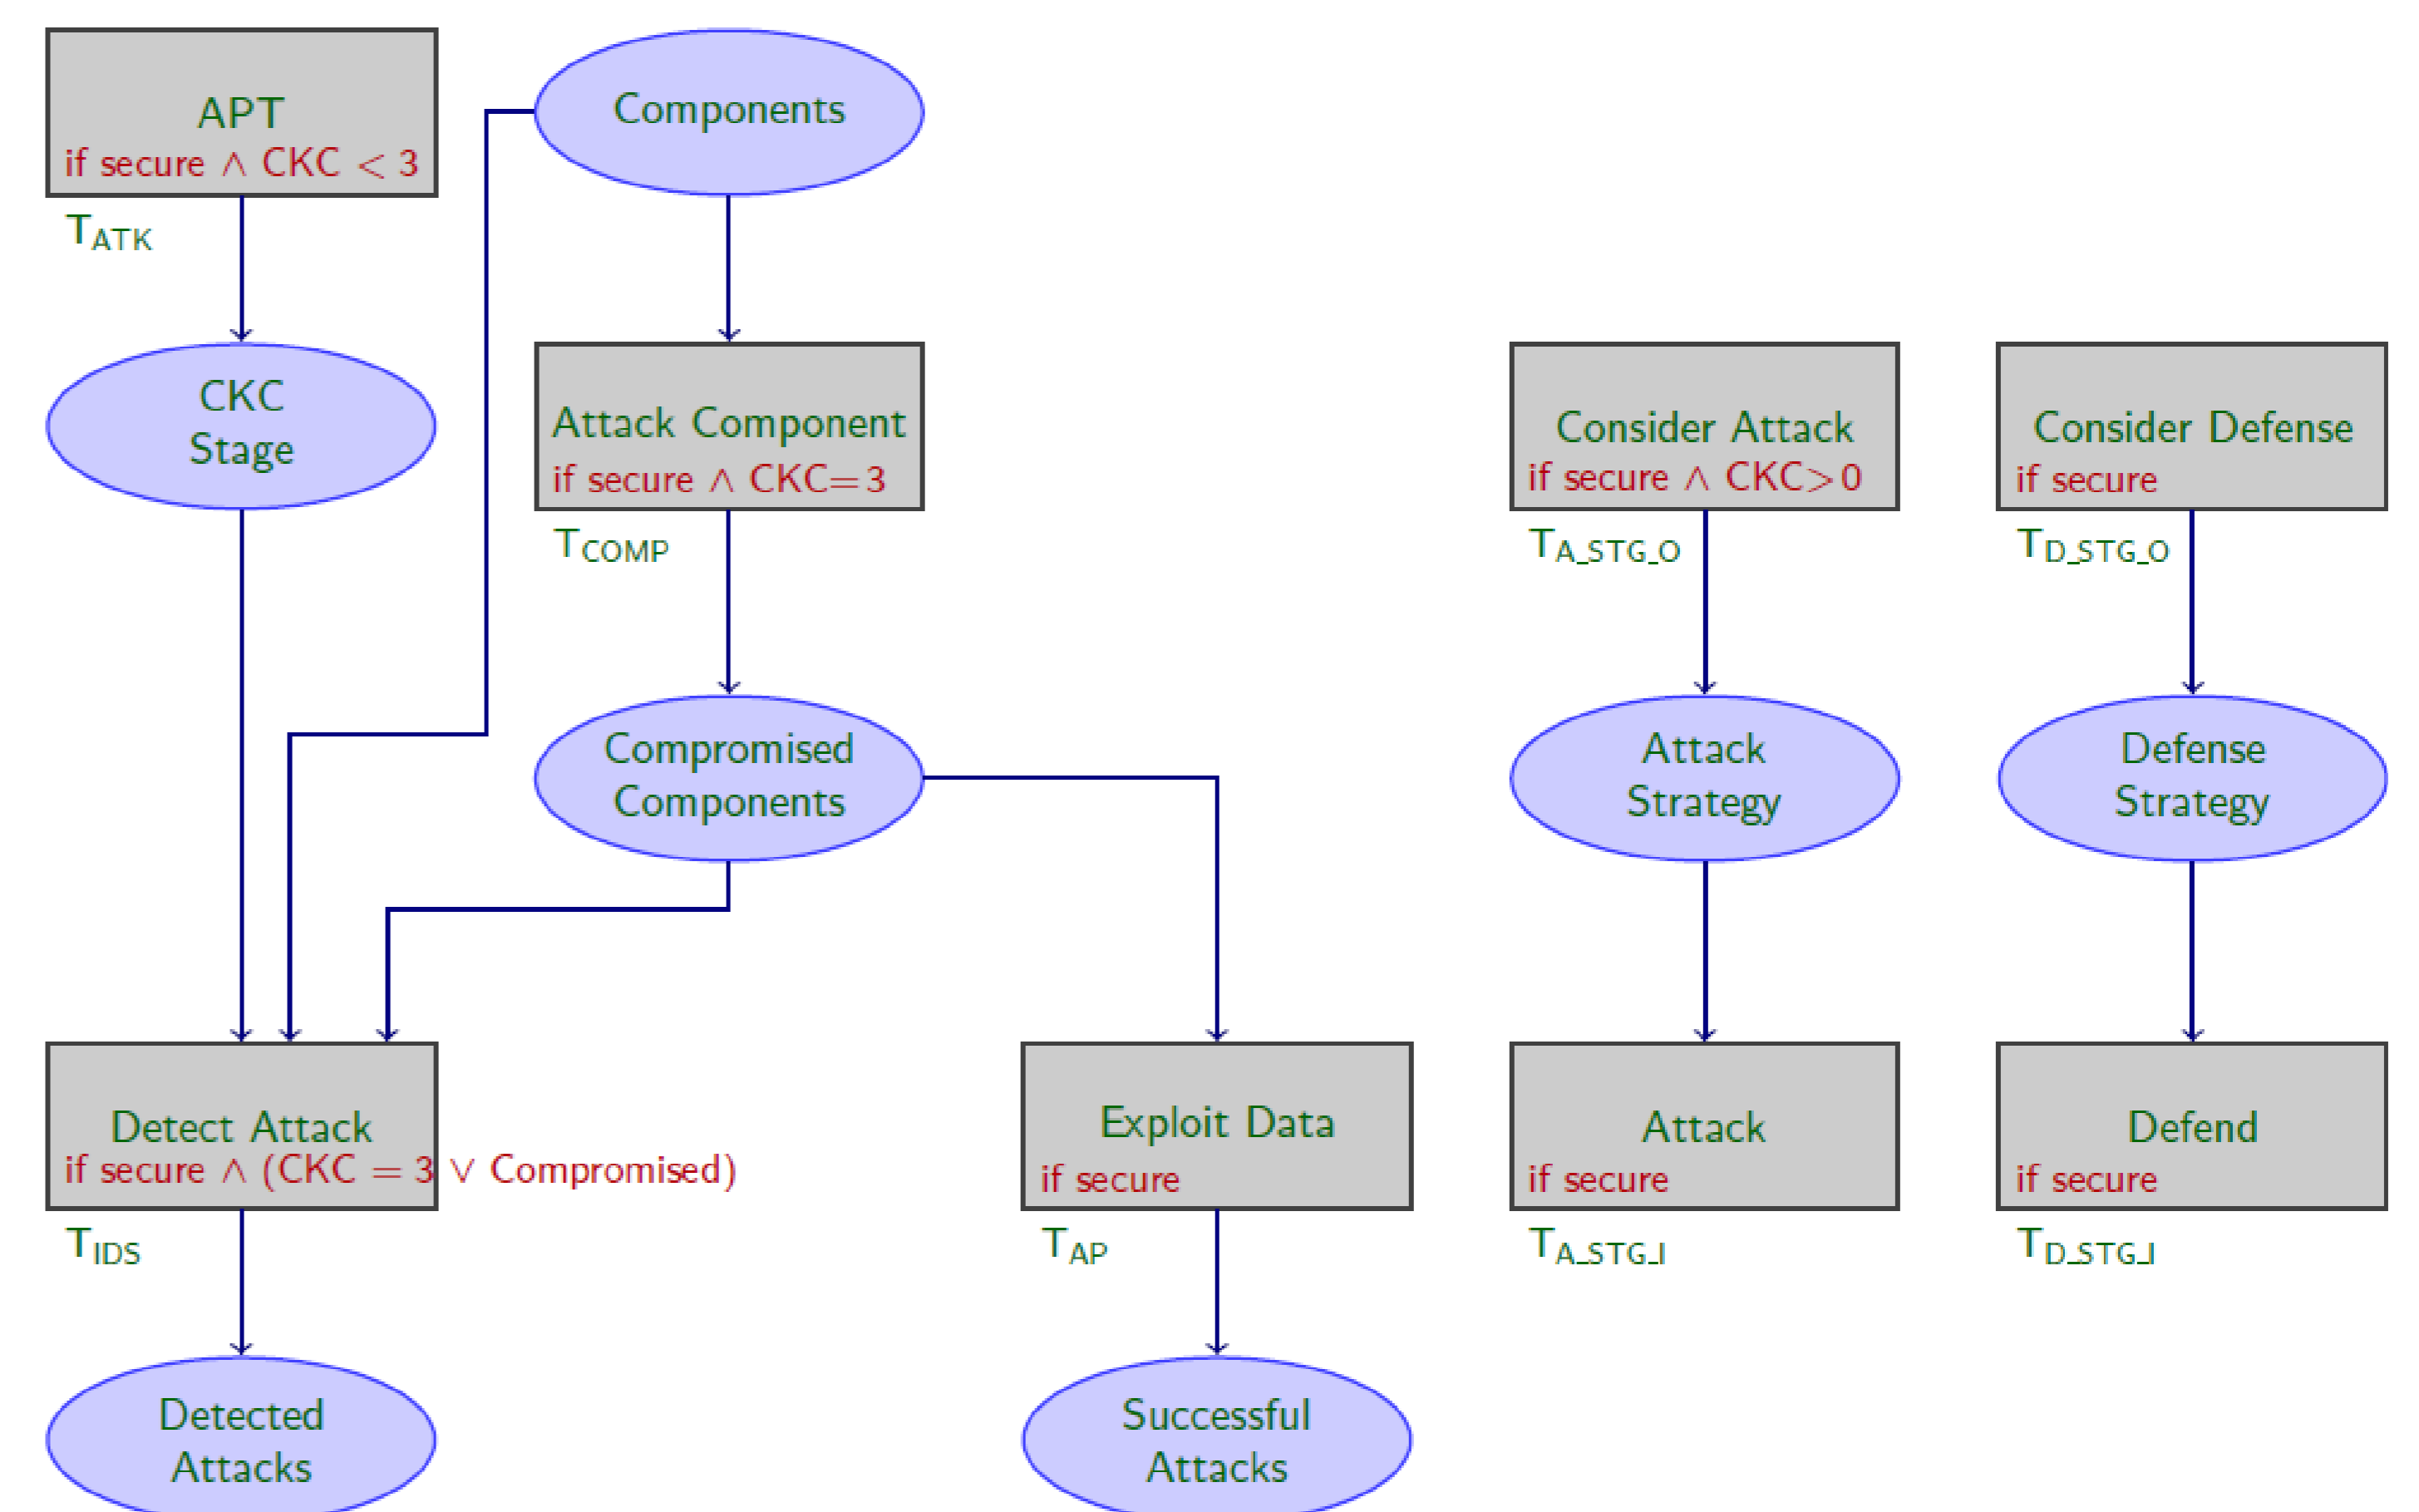 APT
if secure ∧ CKC < 3
T_ATK
Components
CKC
Stage
Attack Component
if secure ∧ CKC=3
T_COMP
Consider Attack
if secure ∧ CKC>0
T_A_STG_O
Consider Defense
if secure
T_D_STG_O
Compromised
Components
Attack
Strategy
Defense
Strategy
Detect Attack
if secure ∧ (CKC = 3 ∨ Compromised)
T_IDS
Exploit Data
if secure
T_AP
Attack
if secure
T_A_STG_I
Defend
if secure
T_D_STG_I
Detected
Attacks
Successful
Attacks